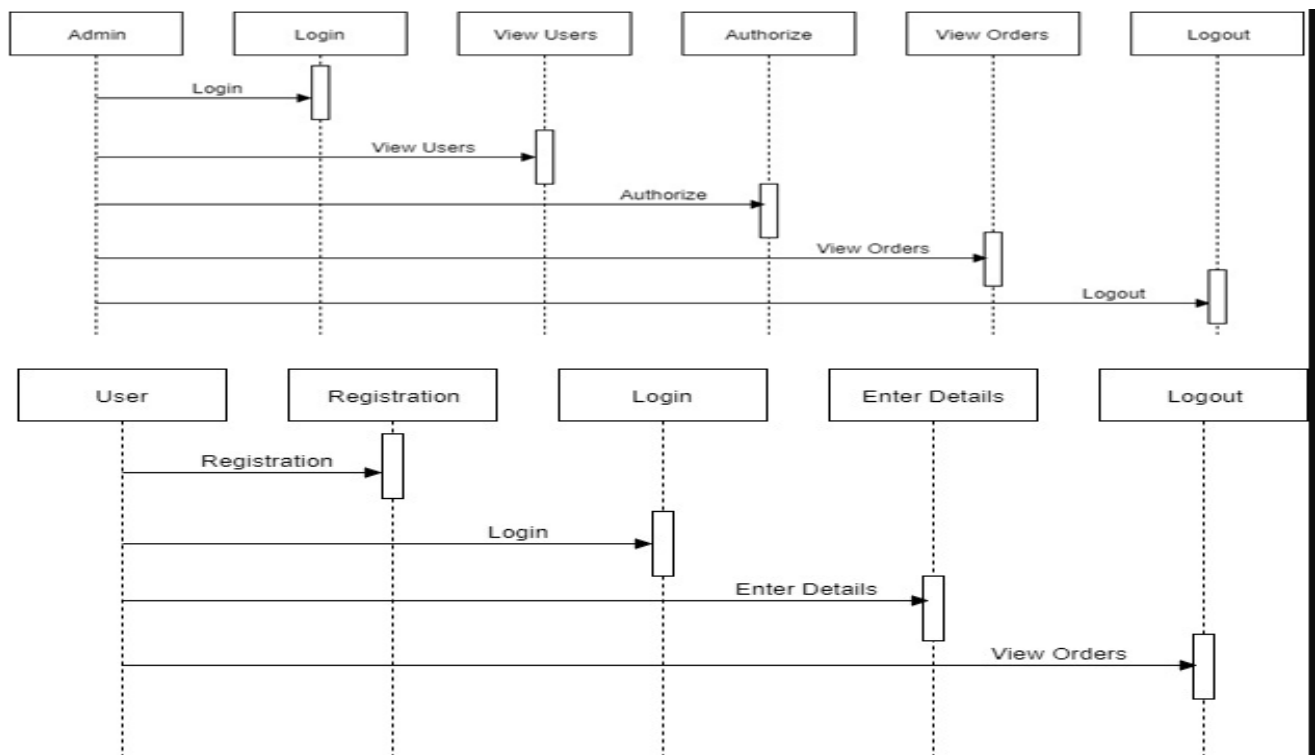 Admin Login View Users Authorize View Orders Logout
Login
View Users
Authorize
View Orders
Logout
User Registration Login Enter Details Logout
Registration
Login
Enter Details
View Orders